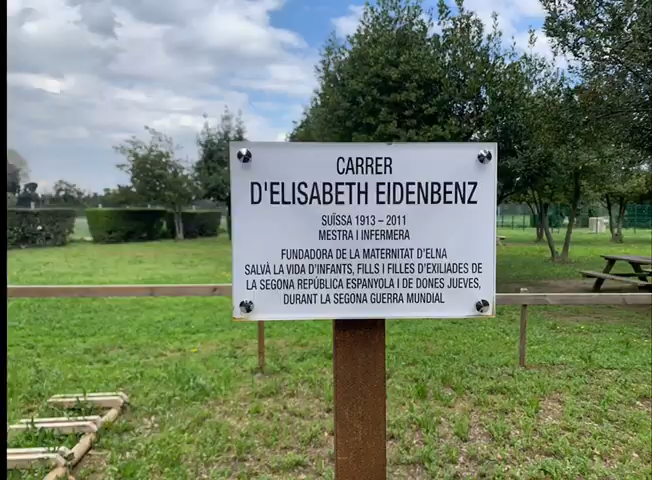 CARRER
D'ELISABETH EIDENBENZ
SUÏSSA 1913 – 2011
MESTRA I INFERMERA
FUNDADORA DE LA MATERNITAT D'ELNA
SALVÀ LA VIDA D'INFANTS, FILLS I FILLES D'EXILIADES DE
LA SEGONA REPÚBLICA ESPANYOLA I DE DONES JUEVES,
DURANT LA SEGONA GUERRA MUNDIAL